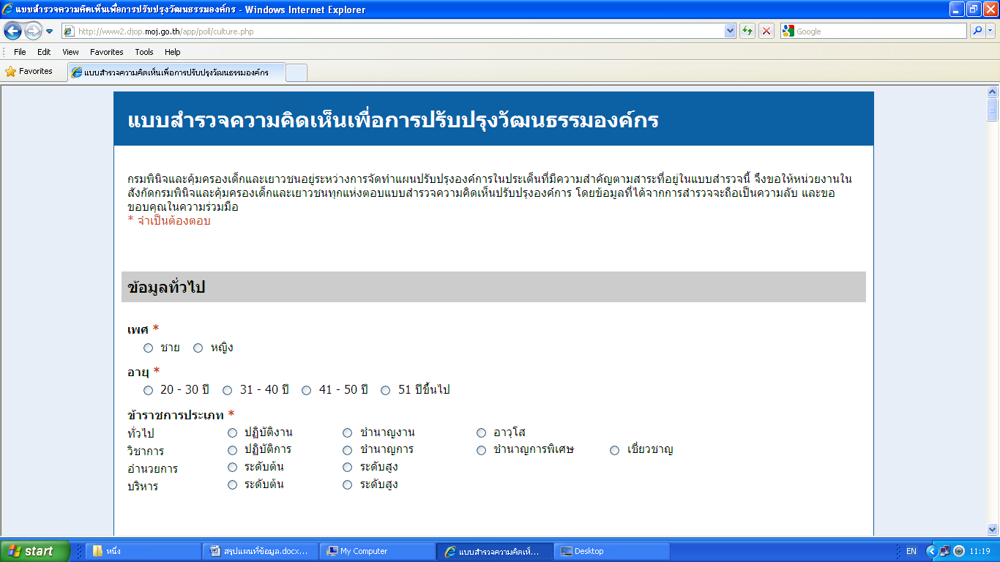 แบบสำรวจความคิดเห็นเพื่อการปรับปรุงวัฒนธรรมองค์กร - Windows Internet Explorer
http://www2.djop.moj.go.th/app/poll/culture.php
Google
File Edit View Favorites Tools Help
Favorites
แบบสำรวจความคิดเห็นเพื่อการปรับปรุงวัฒนธรรมองค์กร
แบบสำรวจความคิดเห็นเพื่อการปรับปรุงวัฒนธรรมองค์กร
กรมพินิจและคุ้มครองเด็กและเยาวชนอยู่ระหว่างการจัดทำแผนปรับปรุงองค์การในประเด็นที่มีความสำคัญตามสาระที่อยู่ในแบบสำรวจนี้ จึงขอให้หน่วยงานใน
สังกัดกรมพินิจและคุ้มครองเด็กและเยาวชนทุกแห่งตอบแบบสำรวจความคิดเห็นปรับปรุงองค์การ โดยข้อมูลที่ได้จากการสำรวจจะถือเป็นความลับ และขอ
ขอบคุณในความร่วมมือ
* จำเป็นต้องตอบ
ข้อมูลทั่วไป
เพศ *
ชาย หญิง
อายุ *
20 - 30 ปี 31 - 40 ปี 41 - 50 ปี 51 ปีขึ้นไป
ข้าราชการประเภท *
ทั่วไป ปฏิบัติงาน ชำนาญงาน อาวุโส
วิชาการ ปฏิบัติการ ชำนาญการ ชำนาญการพิเศษ เชี่ยวชาญ
อำนวยการ ระดับต้น ระดับสูง
บริหาร ระดับต้น ระดับสูง
start หนึ่ง สรุปแผนที่ข้อมูล.docx... My Computer แบบสำรวจความคิดเห็... Desktop EN 11:19